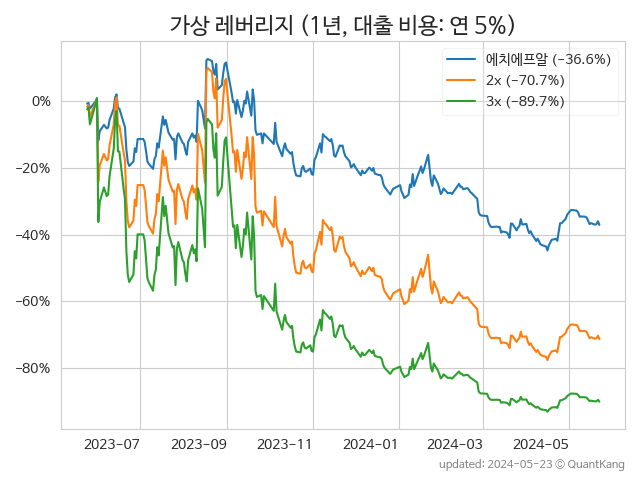 가상 레버리지 (1년, 대출 비용: 연 5%)
에치에프알 (−36.6%)
2x (−70.7%)
3x (−89.7%)
0%
−20%
−40%
−60%
−80%
2023-07
2023-09
2023-11
2024-01
2024-03
2024-05
updated: 2024-05-23 © QuantKang